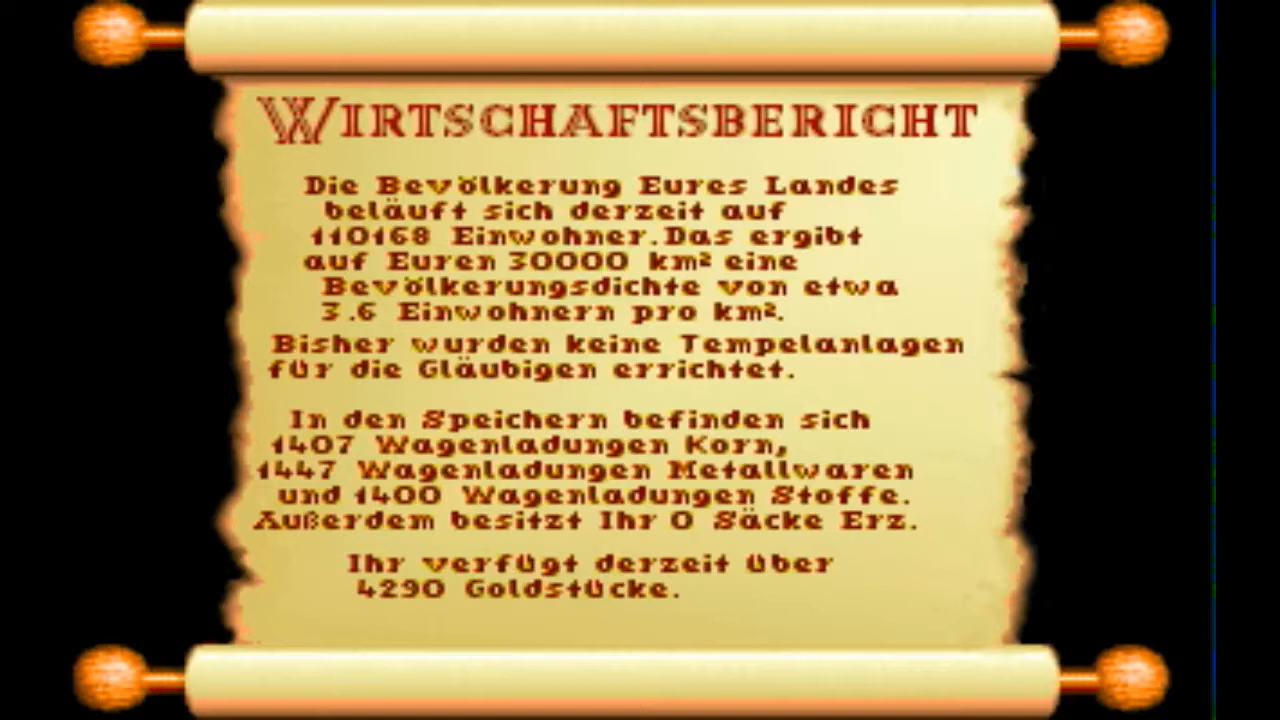 Wirtschaftsbericht
Die Bevölkerung Eures Landes
beläuft sich derzeit auf
110168 Einwohner.Das ergibt
auf Euren 30000 km² eine
Bevölkerungsdichte von etwa
3.6 Einwohnern pro km².
Bisher wurden keine Tempelanlagen
für die Gläubigen errichtet.
In den Speichern befinden sich
1407 Wagenladungen Korn,
1447 Wagenladungen Metallwaren
und 1400 Wagenladungen Stoffe.
Außerdem besitzt Ihr 0 Säcke Erz.
Ihr verfügt derzeit über
4290 Goldstücke.